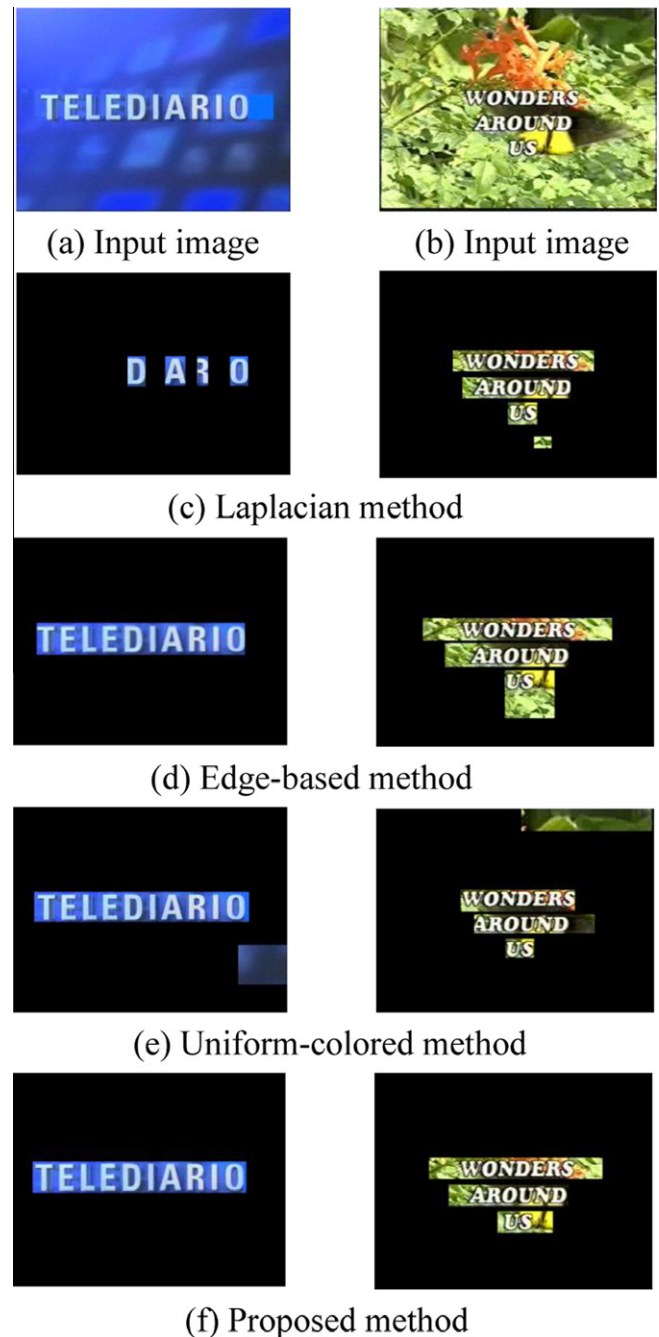 TELEDIARIO
WONDERS
AROUND
US
(a) Input image
(b) Input image
D A R O
WONDERS
AROUND
US
(c) Laplacian method
TELEDIARIO
WONDERS
AROUND
US
(d) Edge-based method
TELEDIARIO
WONDERS
AROUND
US
(e) Uniform-colored method
TELEDIARIO
WONDERS
AROUND
US
(f) Proposed method